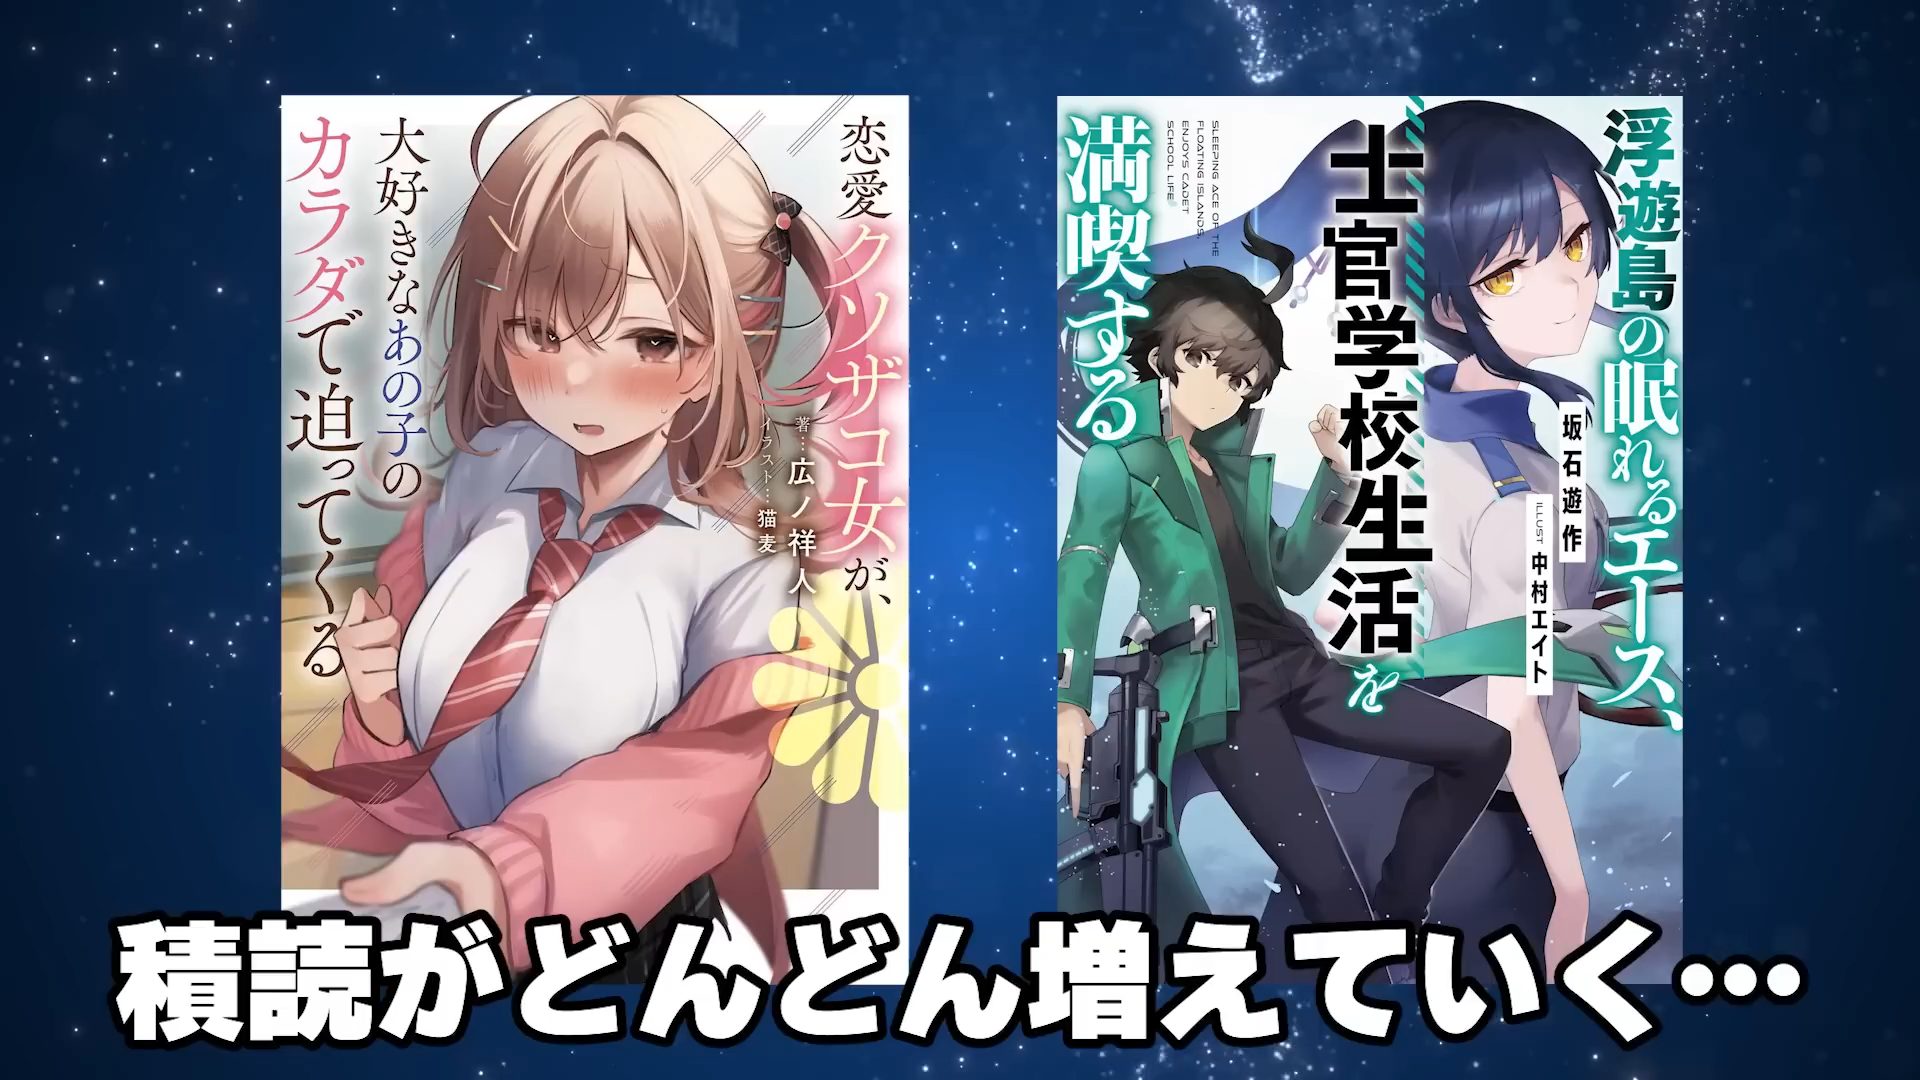 恋愛クソザコ女が、
大好きなあの子の
カラダで迫ってくる
著：広ノ祥人
イラスト：猫麦
浮遊島の眠れるエース、
士官学校生活を
満喫する
SLEEPING ACE OF THE
FLOATING ISLANDS,
ENJOYS CADET
SCHOOL LIFE
坂石遊作
ILLUST 中村エイト
積読がどんどん増えていく…